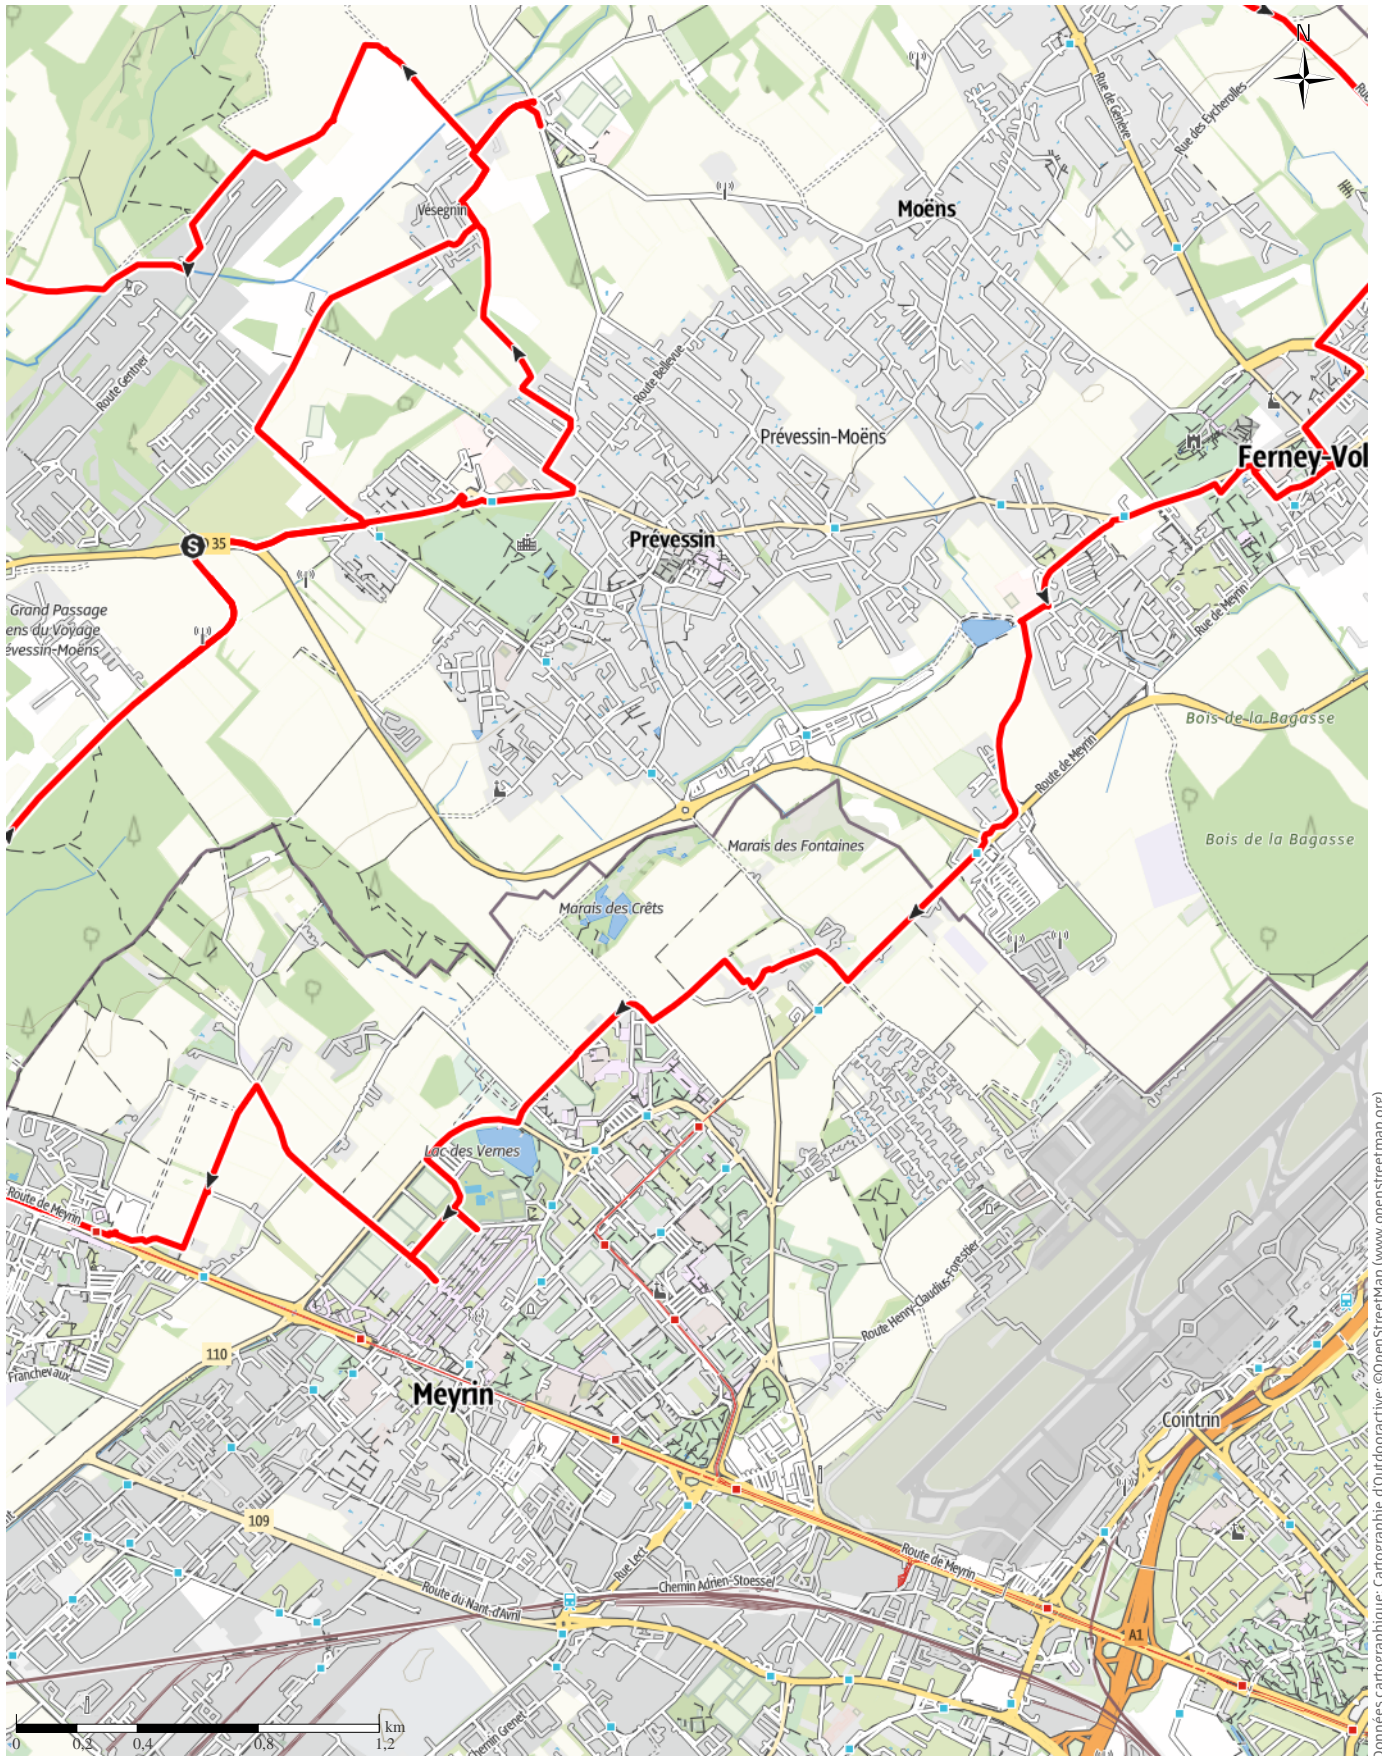 N
Rue de Genève
Rue des Eycherolles
Moëns
Vésegnin
Route Bellevue
Route Gentner
Prévessin-Moëns
Ferney-Vol
S
D 35
Prévessin
Grand Passage
ens du Voyage
évessin-Moëns
Rue de Meyrin
Bois de la Bagasse
Route de Meyrin
Bois de la Bagasse
Marais des Fontaines
Marais des Crêts
Lac des Vernes
Route de Meyrin
Route Henry-Claudius-Forestier
110
Franchevaux
Meyrin
Cointrin
109
Route de Meyrin
Rue Lect
Chemin Adrien-Stoessel
Route du Nant-d'Avril
A1
Chemin Grenet
km
0
0,2
0,4
0,8
1,2
onnées cartographique: Cartographie d'Outdooractive; ©OpenStreetMap (www.openstreetmap.org)